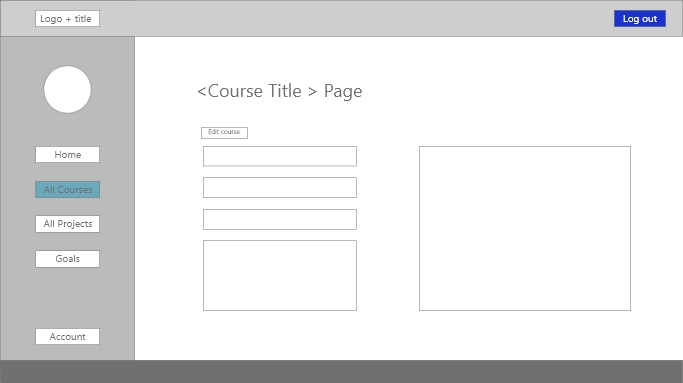 Logo + title
Log out
<Course Title > Page
Edit course
Home
All Courses
All Projects
Goals
Account